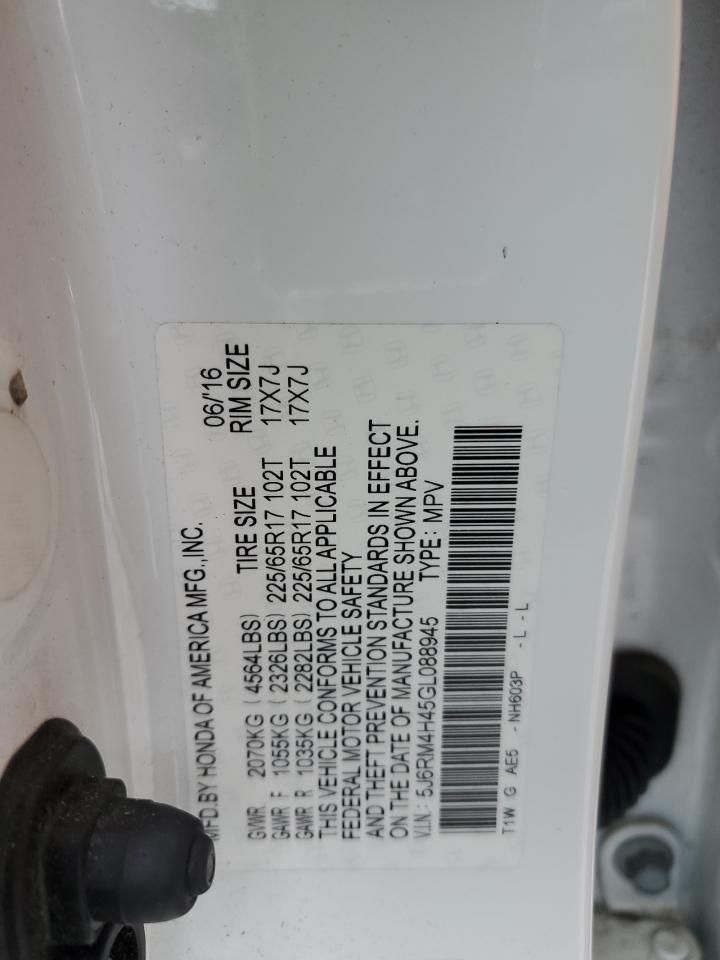 MFD.BY HONDA OF AMERICA MFG.,INC. 06/'16
TIRE SIZE RIM SIZE
GVWR 2070KG (4564LBS)
GAWR F 1055KG (2326LBS) 225/65R17 102T 17X7J
GAWR R 1035KG (2282LBS) 225/65R17 102T 17X7J
THIS VEHICLE CONFORMS TO ALL APPLICABLE
FEDERAL MOTOR VEHICLE SAFETY
AND THEFT PREVENTION STANDARDS IN EFFECT
ON THE DATE OF MANUFACTURE SHOWN ABOVE.
V.I.N.: 5J6RM4H45GL088945 TYPE: MPV
T1W G AE5 - NH603P - L - L